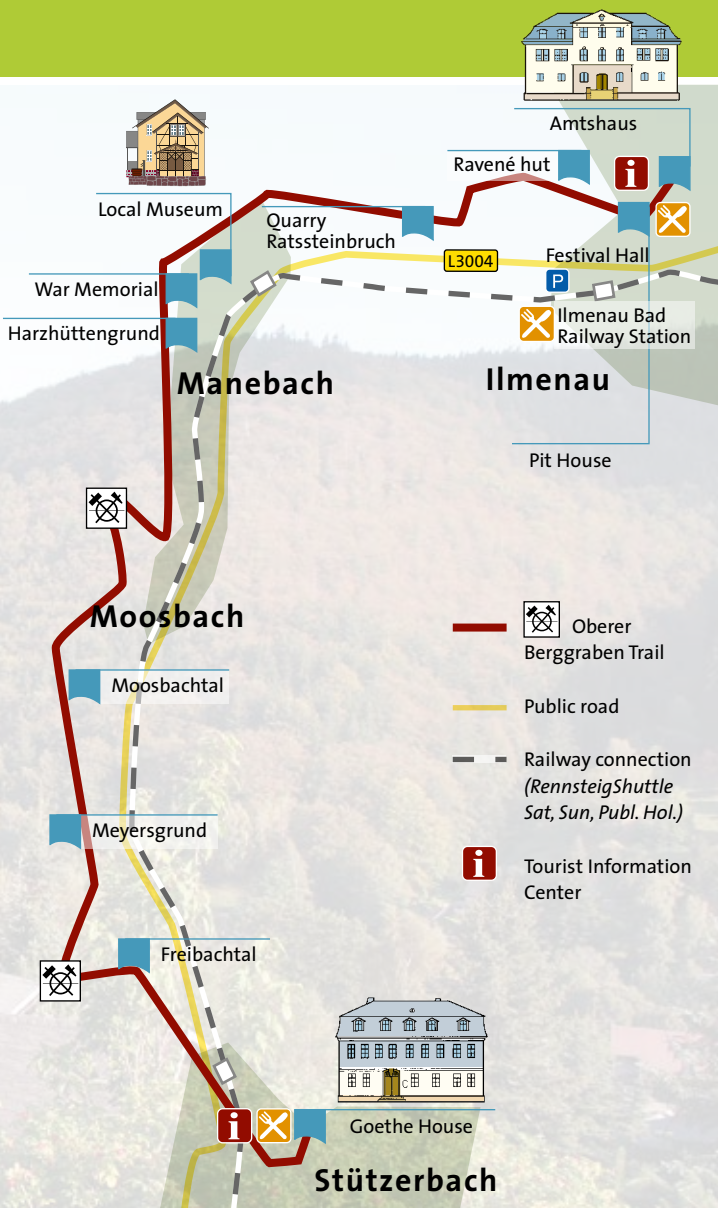 Amtshaus
Ravené hut
i
Local Museum
Quarry
Ratssteinbruch
L3004
Festival Hall
P
War Memorial
Harzhüttengrund
Ilmenau Bad
Railway Station
Manebach
Ilmenau
Pit House
Moosbach
Oberer
Berggraben Trail
Moosbachtal
Public road
Railway connection
(RennsteigShuttle
Sat, Sun, Publ. Hol.)
Meyersgrund
i
Tourist Information
Center
Freibachtal
i
Goethe House
Stützerbach